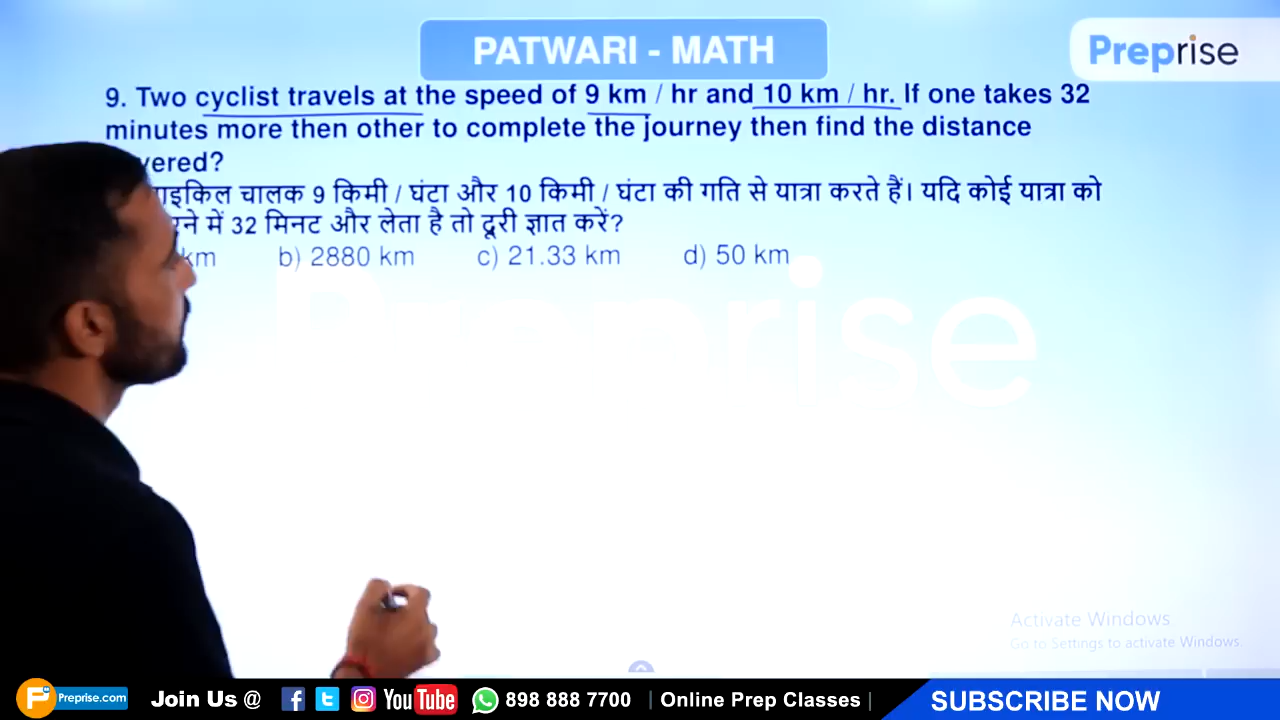 PATWARI - MATH
Preprise
9. Two cyclist travels at the speed of 9 km / hr and 10 km / hr. If one takes 32
minutes more then other to complete the journey then find the distance
vered?
चालक 9 किमी / घंटा और 10 किमी / घंटा की गति से यात्रा करते हैं। यदि कोई यात्रा को
में 32 मिनट और लेता है तो दूरी ज्ञात करें?
km b) 2880 km c) 21.33 km d) 50 km
Preprise
Activate Windows
Go to Settings to activate Windows.
Preprise.com Join Us @ YouTube 898 888 7700 | Online Prep Classes | SUBSCRIBE NOW